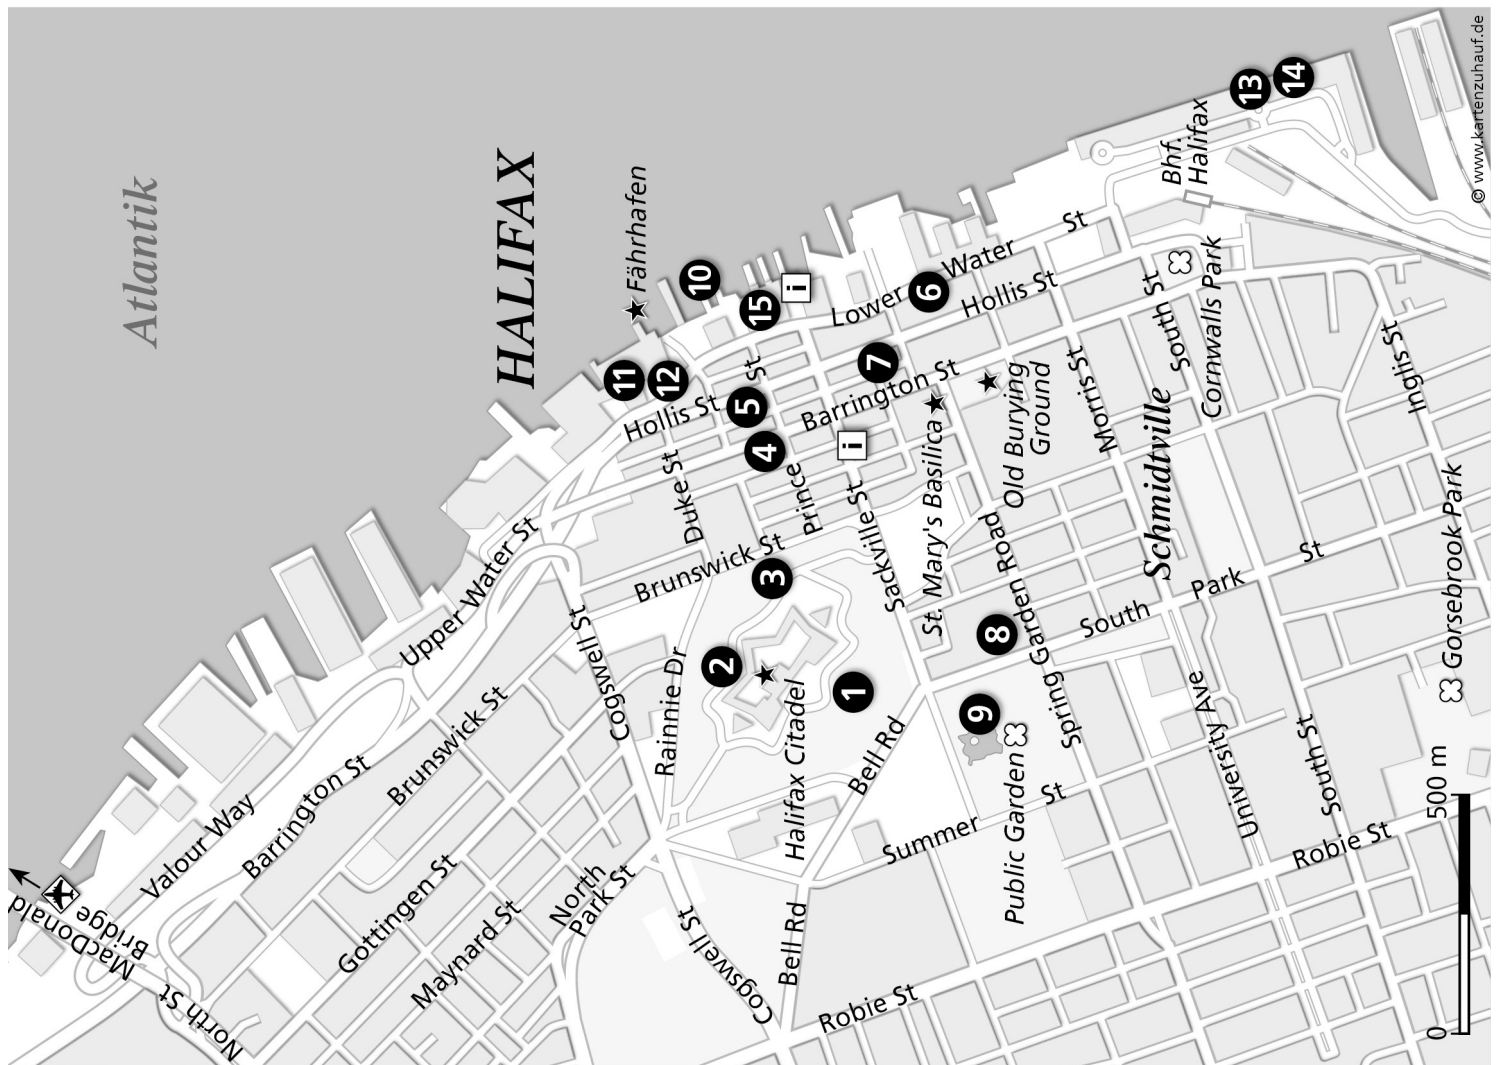 Atlantik
HALIFAX
Fährhafen
10
11
12
15
i
13
14
Bhf.
Halifax
© www.kartenzuhauf.de
Lower
Water
St
6
Hollis St
Hollis St
5
St
4
7
Barrington St
i
Prince
Duke St
Old Burying
Ground
Morris St
South St
Cornwalls Park
Inglis St
Schmidtville
St. Mary's Basilica
Sackville St
Brunswick St
3
2
1
Halifax Citadel
Rainnie Dr
Cogswell St
Upper Water St
Brunswick St
Barrington St
Valour Way
MacDonald
Bridge
North St
Gottingen St
Maynard St
North
Park St
Cogswell St
Bell Rd
Bell Rd
Summer
St
Public Garden
9
8
Spring Garden Road
South
Park
St
University Ave
South St
Robie St
Robie St
Gorsebrook Park
0
500 m